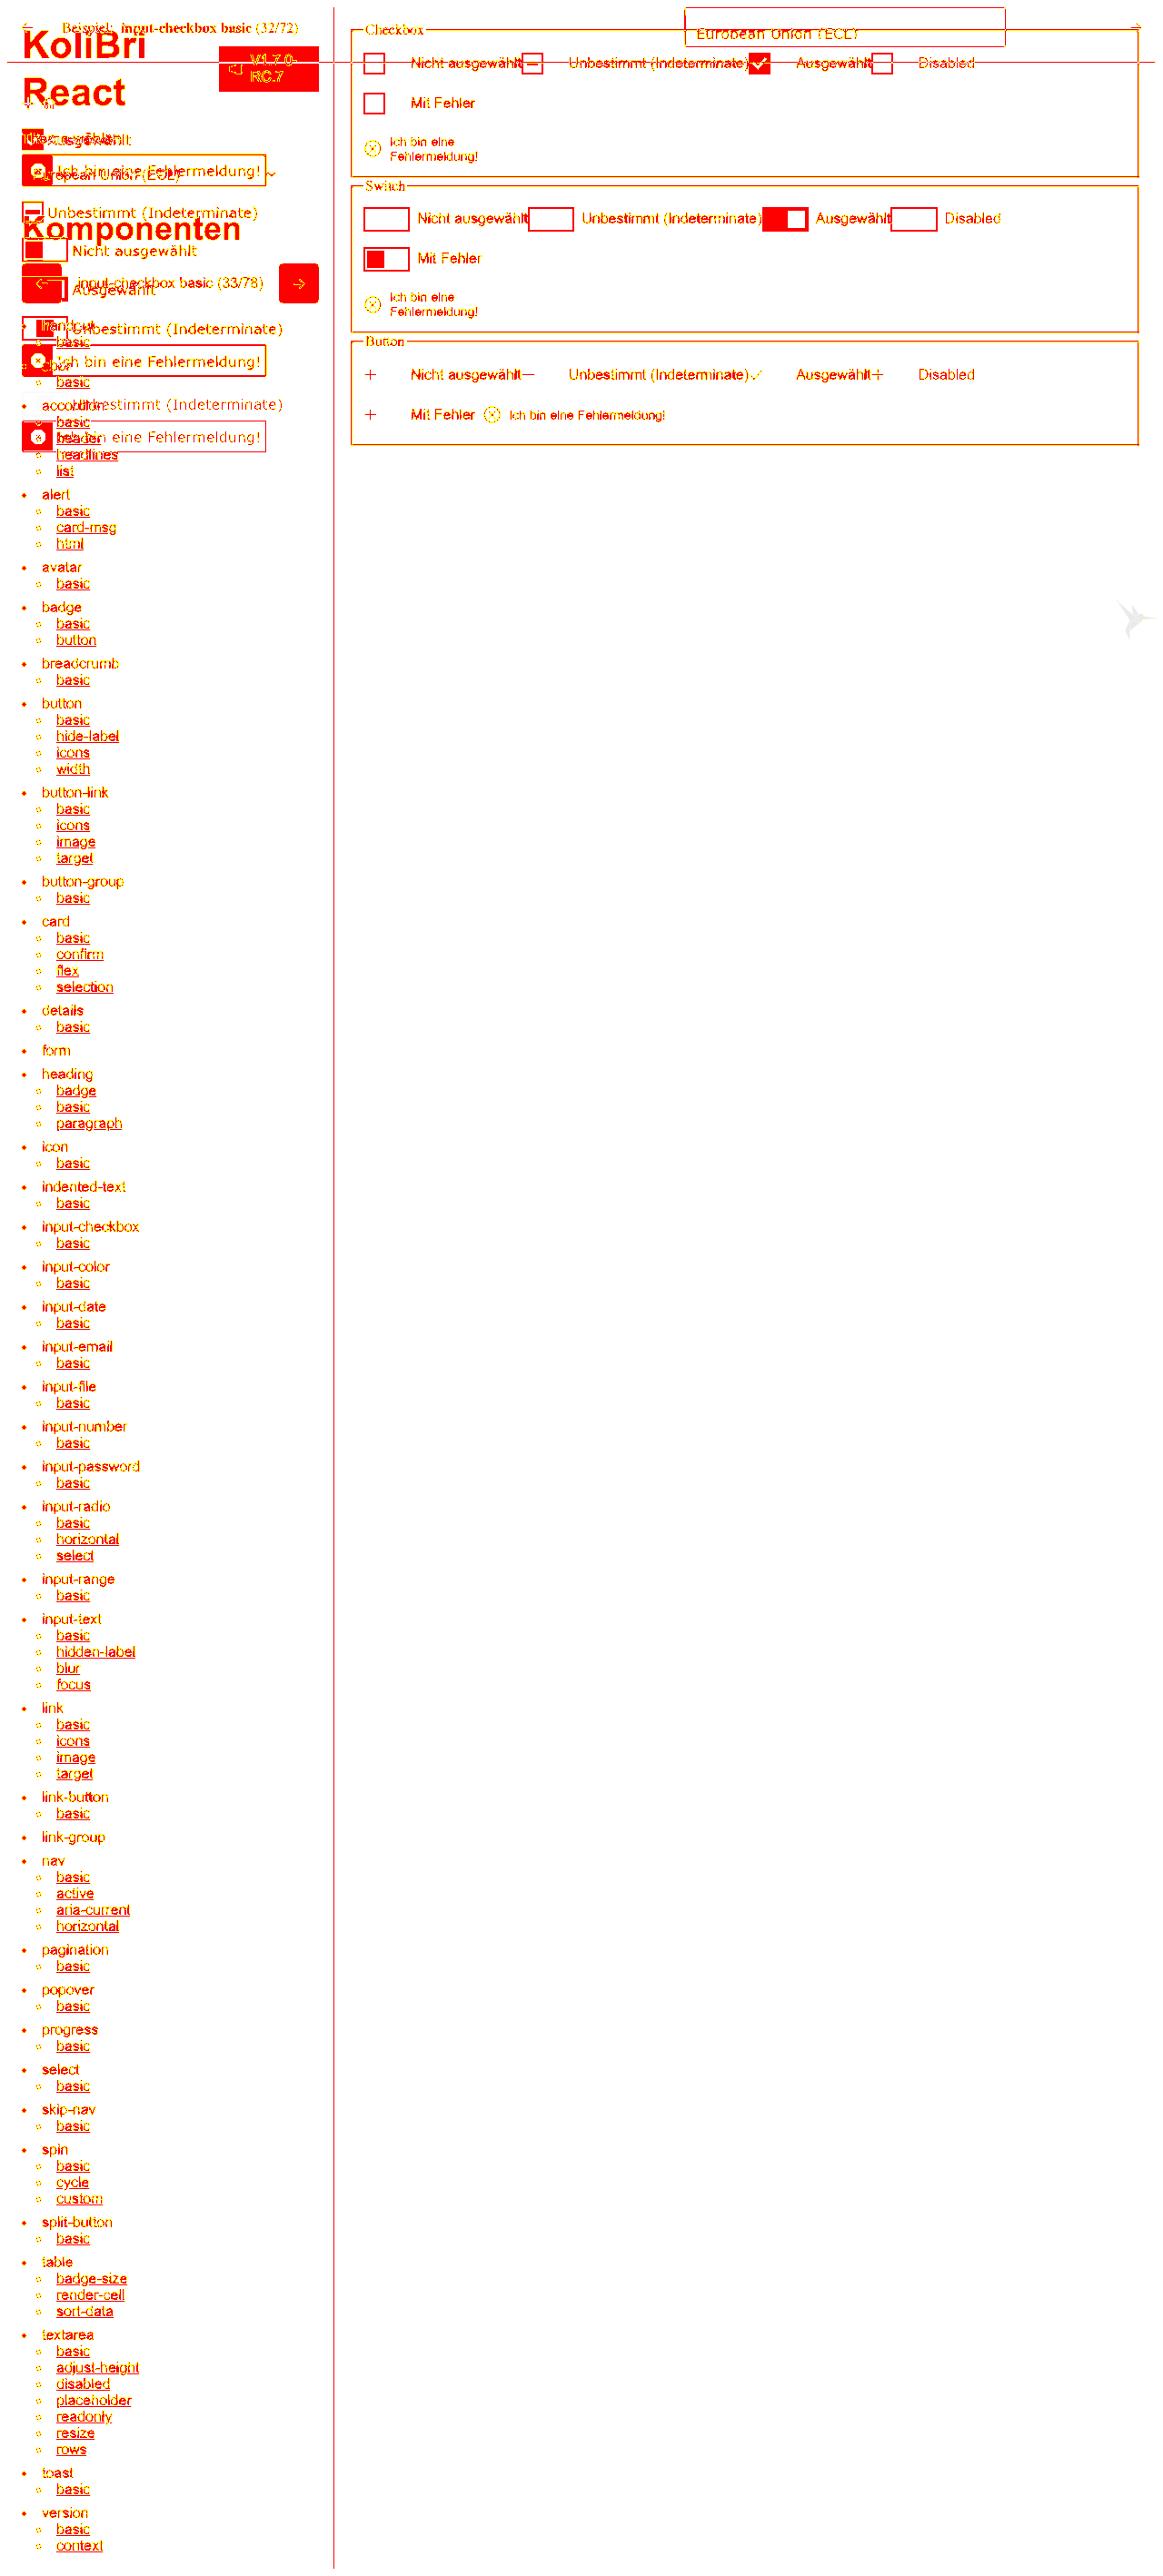 Beispiel: input-checkbox basic (32/72)
KoliBri
React
V1.7.0-
RC.7
Ausgewählt
Ich bin eine Fehlermeldung!
European Union (ECL)
Unbestimmt (Indeterminate)
Komponenten
Nicht ausgewählt
input-checkbox basic (33/78)
Ausgewählt
Unbestimmt (Indeterminate)
basic
Ich bin eine Fehlermeldung!
basic
accordion
Unbestimmt (Indeterminate)
basic
header
Ich bin eine Fehlermeldung!
headlines
list
alert
basic
card-msg
html
avatar
basic
badge
basic
button
breadcrumb
basic
button
basic
hide-label
icons
width
button-link
basic
icons
image
target
button-group
basic
card
basic
confirm
flex
selection
details
basic
form
heading
badge
basic
paragraph
icon
basic
indented-text
basic
input-checkbox
basic
input-color
basic
input-date
basic
input-email
basic
input-file
basic
input-number
basic
input-password
basic
input-radio
basic
horizontal
select
input-range
basic
input-text
basic
hidden-label
blur
focus
link
basic
icons
image
target
link-button
basic
link-group
nav
basic
active
aria-current
horizontal
pagination
basic
popover
basic
progress
basic
select
basic
skip-nav
basic
spin
basic
cycle
custom
split-button
basic
table
badge-size
render-cell
sort-data
textarea
basic
adjust-height
disabled
placeholder
readonly
resize
rows
toast
basic
version
basic
context
European Union (ECL)
Checkbox
Nicht ausgewählt Unbestimmt (Indeterminate) Ausgewählt Disabled
Mit Fehler
Ich bin eine
Fehlermeldung!
Switch
Nicht ausgewählt Unbestimmt (Indeterminate) Ausgewählt Disabled
Mit Fehler
Ich bin eine
Fehlermeldung!
Button
Nicht ausgewählt Unbestimmt (Indeterminate) Ausgewählt Disabled
Mit Fehler Ich bin eine Fehlermeldung!